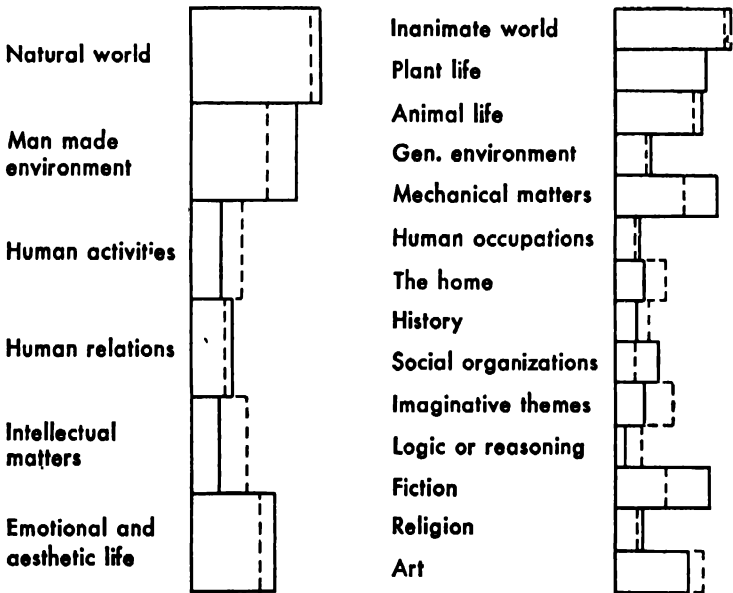 Natural world
Man made
environment
Human activities
Human relations
Intellectual
matters
Emotional and
aesthetic life
Inanimate world
Plant life
Animal life
Gen. environment
Mechanical matters
Human occupations
The home
History
Social organizations
Imaginative themes
Logic or reasoning
Fiction
Religion
Art